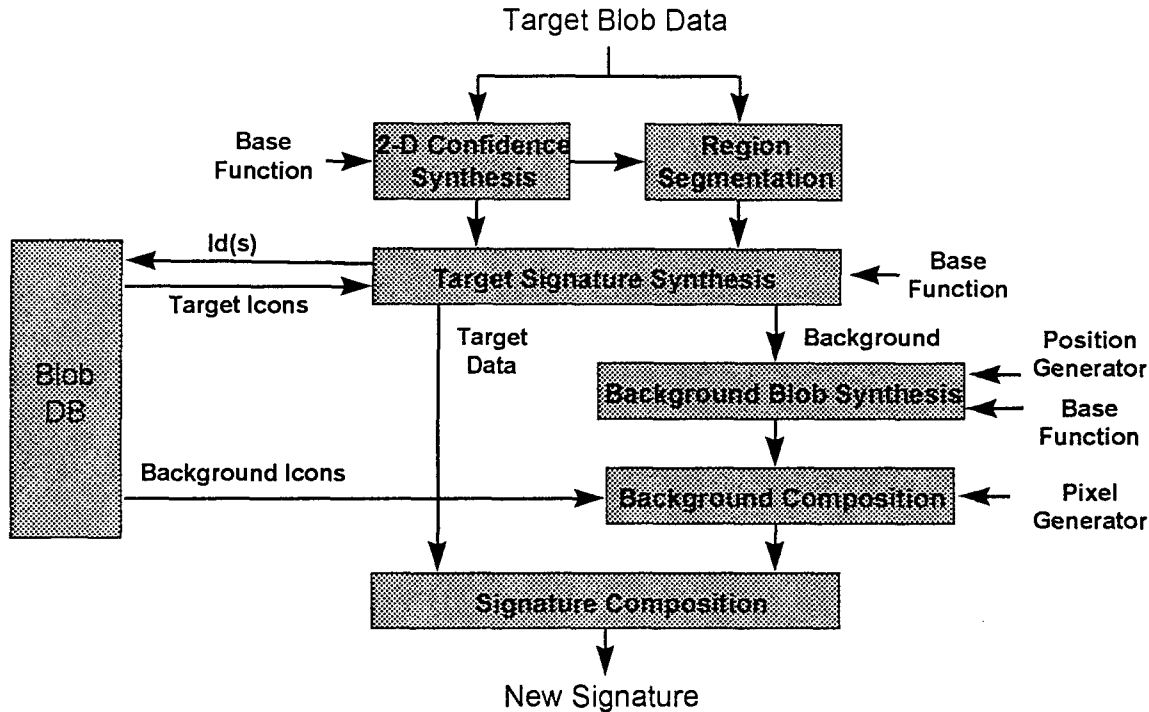 Target Blob Data
Base
Function
2-D Confidence
Synthesis
Region
Segmentation
Id(s)
Target Signature Synthesis
Base
Function
Target Icons
Blob
DB
Target
Data
Background
Position
Generator
Background Blob Synthesis
Base
Function
Background Icons
Background Composition
Pixel
Generator
Signature Composition
New Signature